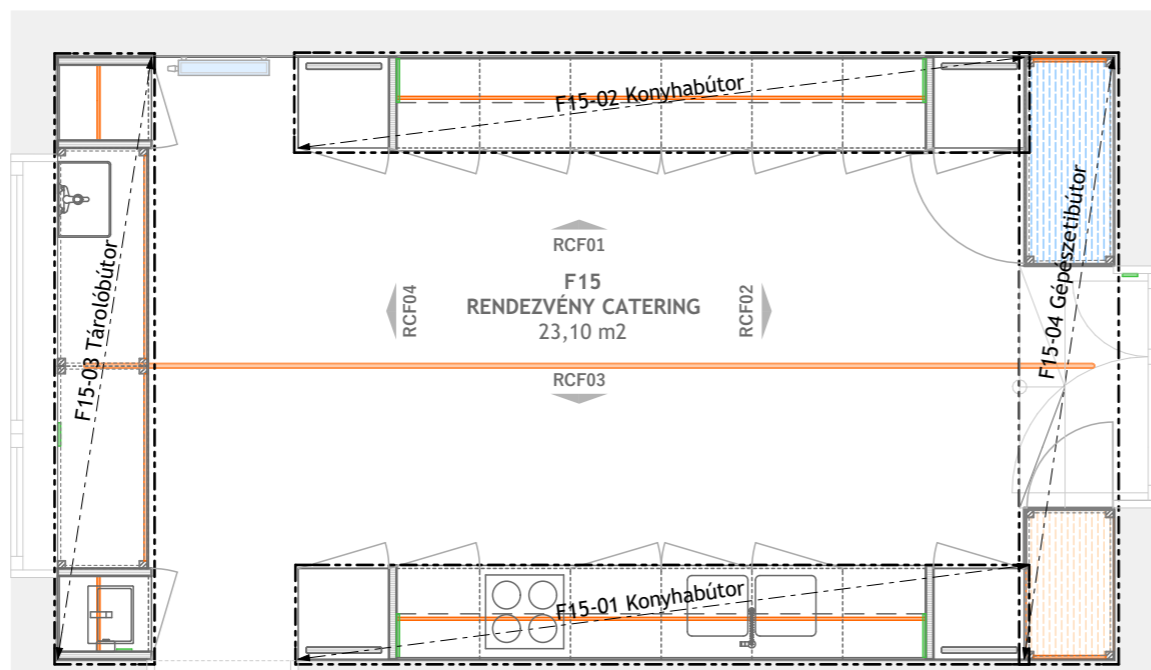 F15-02 Konyhabútor
RCF01
F15
RENDEZVÉNY CATERING
23,10 m2
RCF04
RCF02
RCF03
F15-03 Tárolóbútor
F15-04 Gépészetibútor
F15-01 Konyhabútor